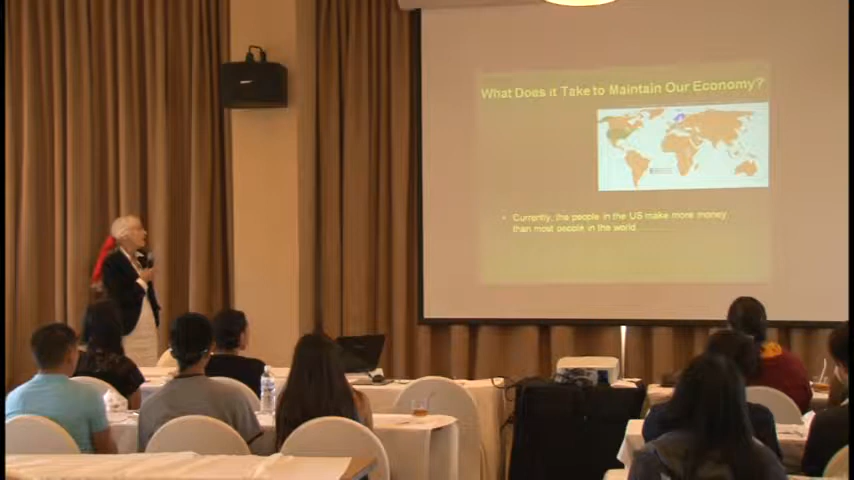 What Does it Take to Maintain Our Economy?
• Currently, the people in the US make more money
than most people in the world